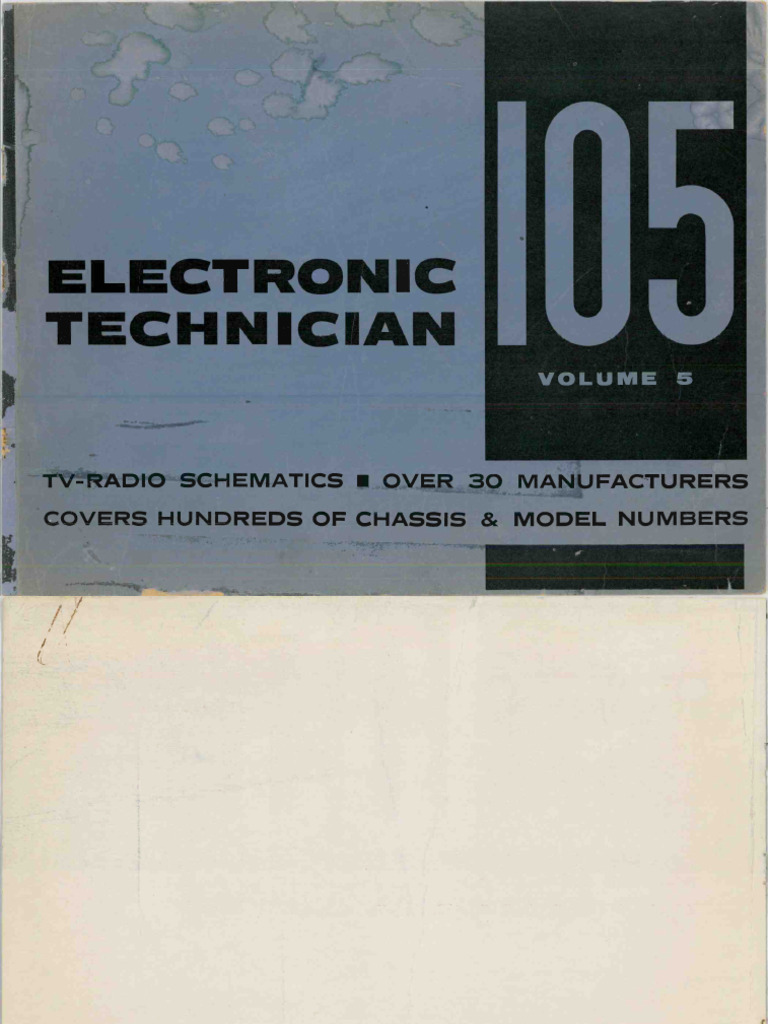 105
ELECTRONIC
TECHNICIAN
VOLUME 5
TV-RADIO SCHEMATICS ■ OVER 30 MANUFACTURERS
COVERS HUNDREDS OF CHASSIS & MODEL NUMBERS